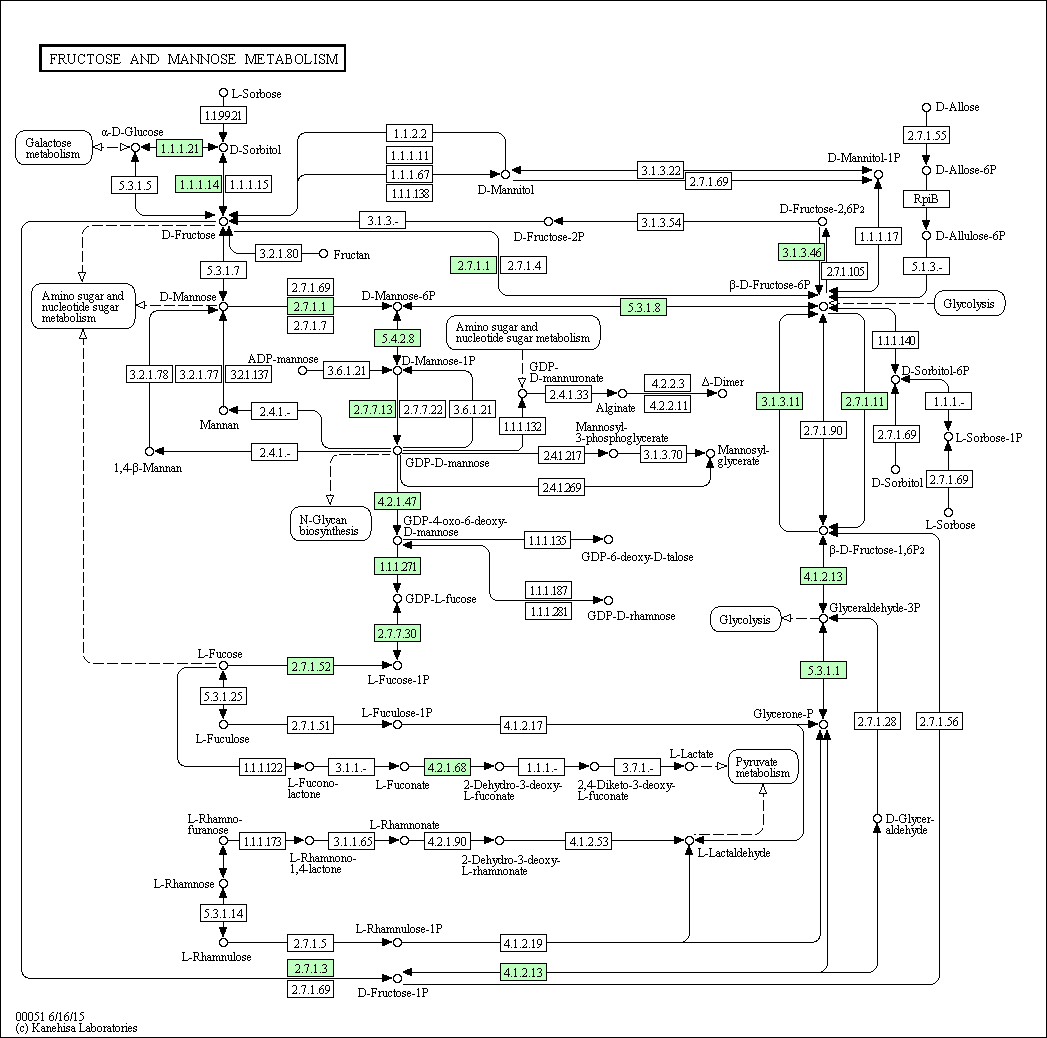 FRUCTOSE AND MANNOSE METABOLISM
L-Sorbose
1.1.99.21
D-Allose
α-D-Glucose
1.1.2.2
2.7.1.55
Galactose
metabolism
1.1.1.21
D-Sorbitol
1.1.1.11
D-Mannitol-1P
3.1.3.22
D-Allose-6P
1.1.1.67
2.7.1.69
5.3.1.5
1.1.1.14
1.1.1.15
1.1.1.138
D-Mannitol
RpiB
D-Fructose-2,6P2
3.1.3.-
3.1.3.54
D-Fructose
D-Fructose-2P
1.1.1.17
D-Allulose-6P
3.2.1.80
Fructan
3.1.3.46
2.7.1.1
2.7.1.4
5.3.1.7
2.7.1.105
5.1.3.-
2.7.1.69
β-D-Fructose-6P
Amino sugar and
nucleotide sugar
metabolism
D-Mannose
2.7.1.1
2.7.1.7
D-Mannose-6P
5.3.1.8
Glycolysis
5.4.2.8
Amino sugar and
nucleotide sugar metabolism
1.1.1.140
ADP-mannose
D-Mannose-1P
3.6.1.21
GDP-
D-mannuronate
D-Sorbitol-6P
3.2.1.78
3.2.1.77
3.2.1.137
4.2.2.3
Δ-Dimer
2.4.1.33
Alginate
4.2.2.11
3.1.3.11
2.7.1.11
1.1.1.-
2.4.1.-
Mannan
2.7.7.13
2.7.7.22
3.6.1.21
1.1.1.132
Mannosyl-
3-phosphoglycerate
2.7.1.90
2.7.1.69
L-Sorbose-1P
2.4.1.-
1,4-β-Mannan
GDP-D-mannose
2.4.1.217
3.1.3.70
Mannosyl-
glycerate
D-Sorbitol
2.7.1.69
2.4.1.269
4.2.1.47
N-Glycan
biosynthesis
GDP-4-oxo-6-deoxy-
D-mannose
L-Sorbose
1.1.1.135
GDP-6-deoxy-D-talose
β-D-Fructose-1,6P2
1.1.1.271
4.1.2.13
GDP-L-fucose
1.1.1.187
1.1.1.281
GDP-D-rhamnose
Glycolysis
Glyceraldehyde-3P
2.7.7.30
L-Fucose
2.7.1.52
L-Fucose-1P
5.3.1.1
5.3.1.25
L-Fuculose
2.7.1.51
L-Fuculose-1P
4.1.2.17
Glycerone-P
2.7.1.28
2.7.1.56
1.1.1.122
L-Fucono-
lactone
3.1.1.-
L-Fuconate
4.2.1.68
2-Dehydro-3-deoxy-
L-fuconate
1.1.1.-
2,4-Diketo-3-deoxy-
L-fuconate
3.7.1.-
L-Lactate
Pyruvate
metabolism
L-Rhamno-
furanose
1.1.1.173
L-Rhamnono-
1,4-lactone
3.1.1.65
L-Rhamnonate
4.2.1.90
2-Dehydro-3-deoxy-
L-rhamnonate
4.1.2.53
L-Lactaldehyde
D-Glycer-
aldehyde
L-Rhamnose
5.3.1.14
L-Rhamnulose
2.7.1.5
L-Rhamnulose-1P
4.1.2.19
2.7.1.3
2.7.1.69
D-Fructose-1P
4.1.2.13
00051 6/16/15
(c) Kanehisa Laboratories